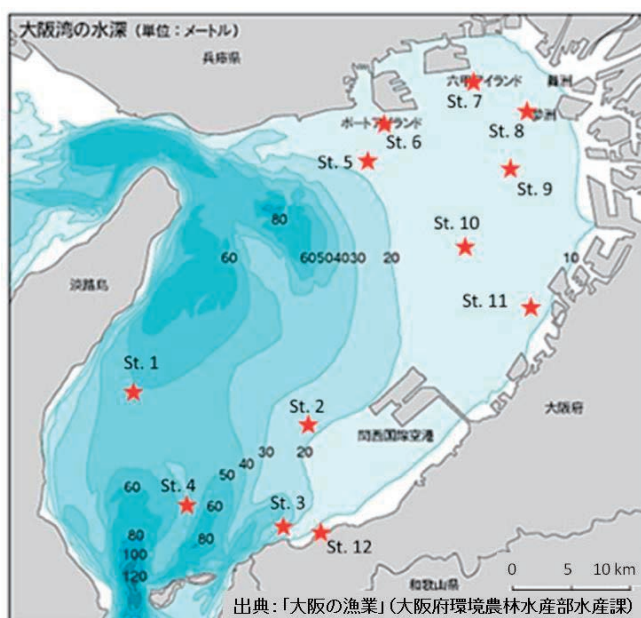 大阪湾の水深（単位：メートル）
兵庫県
六甲アイランド
舞洲
St. 7
夢洲
St. 8
ポートアイランド
St. 6
St. 5
St. 9
80
St. 10
60
60 50 40 30
20
10
淡路島
St. 11
St. 1
St. 2
大阪府
関西国際空港
30
20
40
50
60
St. 4
60
St. 3
80
80
100
St. 12
120
0 5 10 km
和歌山県
出典：「大阪の漁業」（大阪府環境農林水産部水産課）